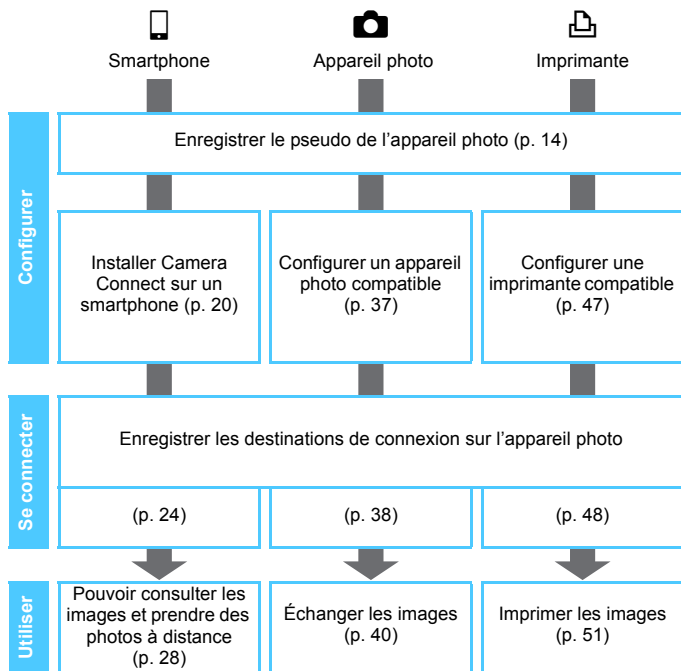 Smartphone
Appareil photo
Imprimante
Configurer
Enregistrer le pseudo de l'appareil photo (p. 14)
Installer Camera
Connect sur un
smartphone (p. 20)
Configurer un appareil
photo compatible
(p. 37)
Configurer une
imprimante compatible
(p. 47)
Se connecter
Enregistrer les destinations de connexion sur l'appareil photo
(p. 24)
(p. 38)
(p. 48)
Utiliser
Pouvoir consulter les
images et prendre des
photos à distance
(p. 28)
Échanger les images
(p. 40)
Imprimer les images
(p. 51)